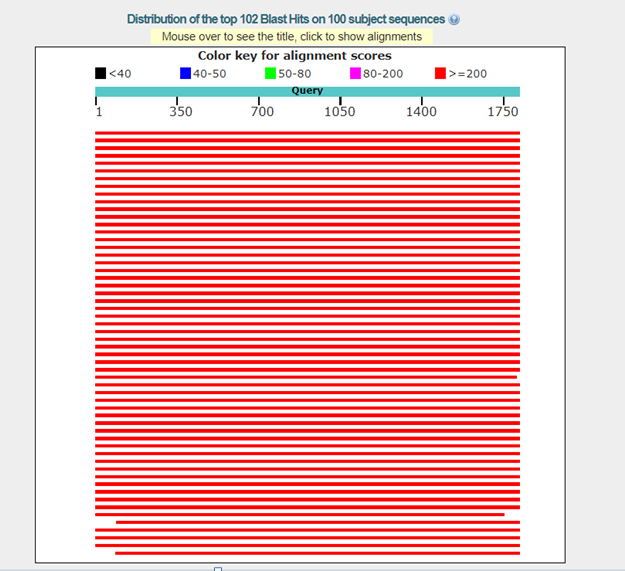 Distribution of the top 102 Blast Hits on 100 subject sequences ?
Mouse over to see the title, click to show alignments
Color key for alignment scores
<40 40-50 50-80 80-200 >=200
Query
1 350 700 1050 1400 1750